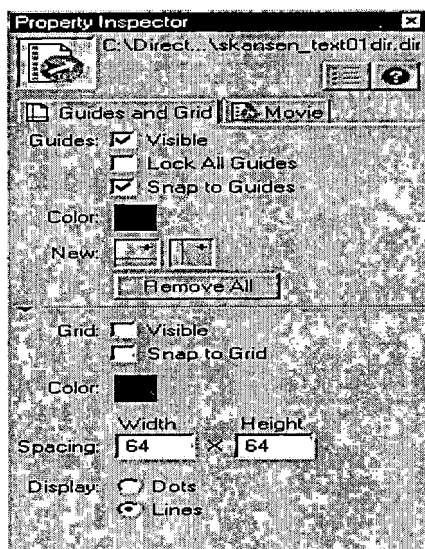 Property Inspector
C:\Direct...\skansen_text01dir.dir
Guides and Grid Movie
Guides: Visible
Lock All Guides
Snap to Guides
Color:
New:
Remove All
Grid: Visible
Snap to Grid
Color:
Width Height
Spacing: 64 × 64
Display: Dots
Lines